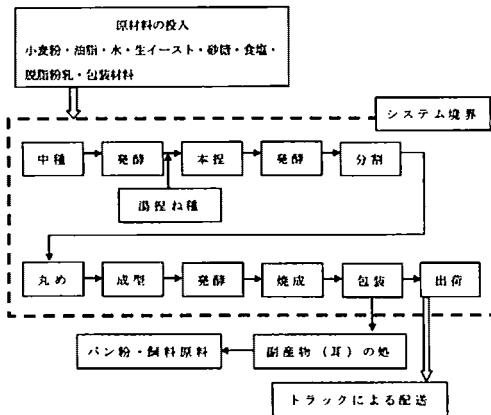 原材料の投入
小麦粉・油脂・水・生イースト・砂糖・食塩・
脱脂粉乳・包装材料
システム境界
中種
発酵
本捏
発酵
分割
湯捏ね種
丸め
成型
発酵
焼成
包装
出荷
パン粉・飼料原料
副産物（耳）の処
トラックによる配送